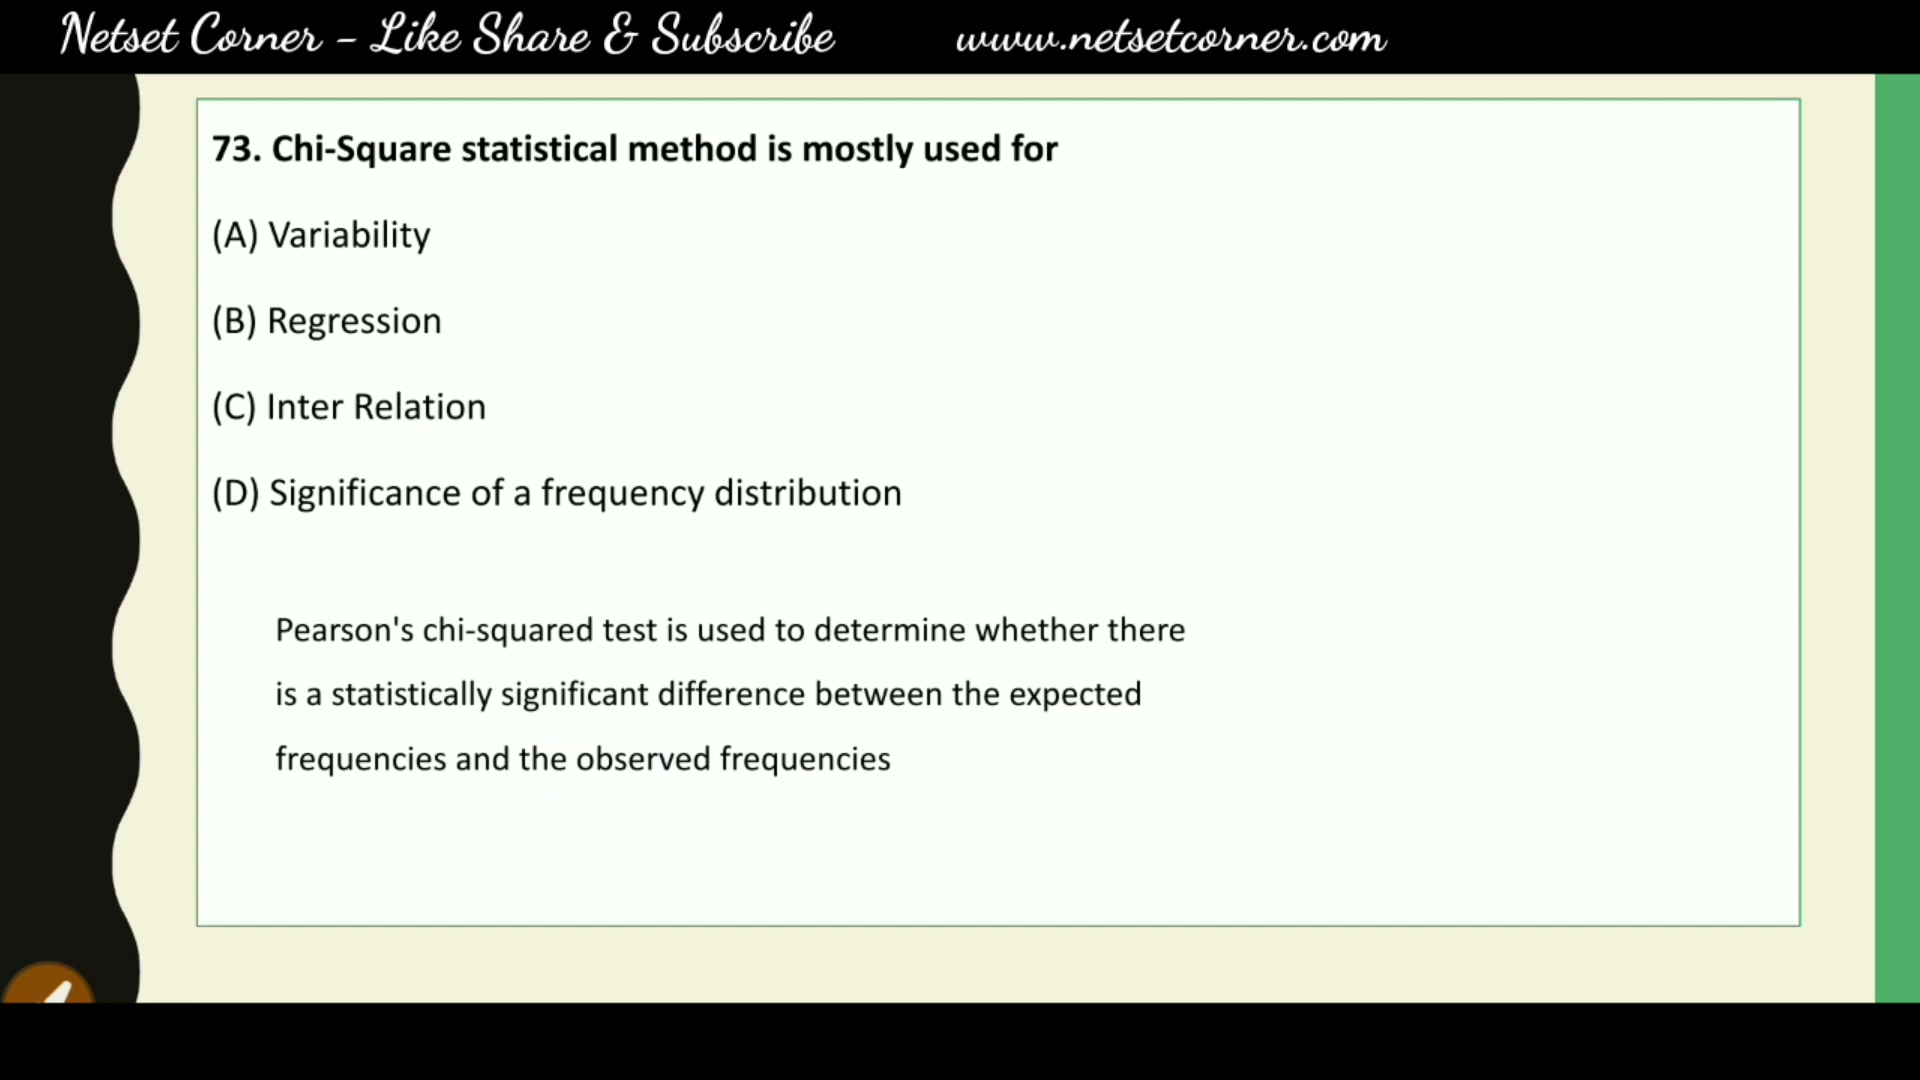 Netset Corner - Like Share & Subscribe www.netsetcorner.com
73. Chi-Square statistical method is mostly used for
(A) Variability
(B) Regression
(C) Inter Relation
(D) Significance of a frequency distribution
Pearson's chi-squared test is used to determine whether there
is a statistically significant difference between the expected
frequencies and the observed frequencies